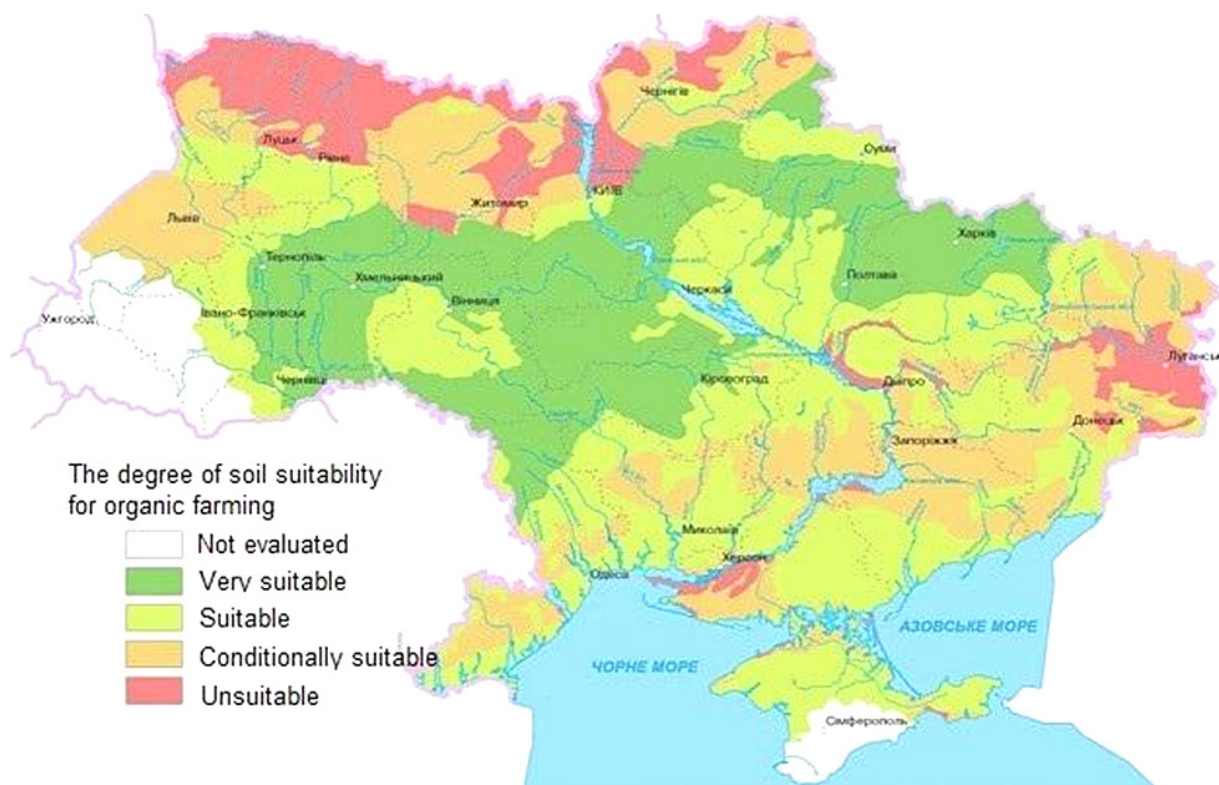 Чернігів
Суми
Луцьк
Рівне
КИЇВ
Житомир
Львів
Харків
Тернопіль
Хмельницький
Полтава
Черкаси
Вінниця
Ужгород
Івано-Франківськ
Луганськ
Чернівці
Кіровоград
Дніпро
Донецьк
Запоріжжя
The degree of soil suitability
for organic farming
Not evaluated
Very suitable
Suitable
Conditionally suitable
Unsuitable
Миколаїв
Херсон
Одеса
АЗОВСЬКЕ МОРЕ
ЧОРНЕ МОРЕ
Сімферополь